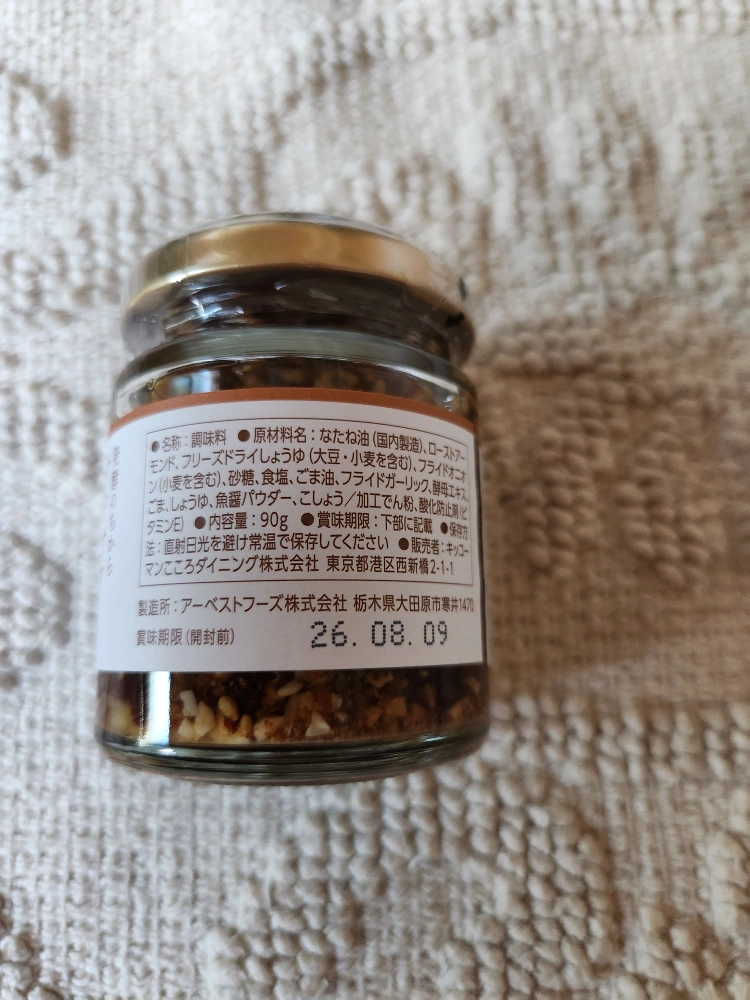 ●名称：調味料 ●原材料名：なたね油(国内製造)、ローストアー
モンド、フリーズドライしょうゆ(大豆・小麦を含む)、フライドオニオ
ン(小麦を含む)、砂糖、食塩、ごま油、フライドガーリック、酵母エキス、
ごま、しょうゆ、魚醤パウダー、こしょう／加工でん粉、酸化防止剤(ビ
タミンE) ●内容量：90g ●賞味期限：下部に記載 ●保存方
法：直射日光を避け常温で保存してください ●販売者：キッコー
マンこころダイニング株式会社 東京都港区西新橋2-1-1
製造所：アーベストフーズ株式会社 栃木県大田原市寒井1470
賞味期限(開封前) 26.08.09